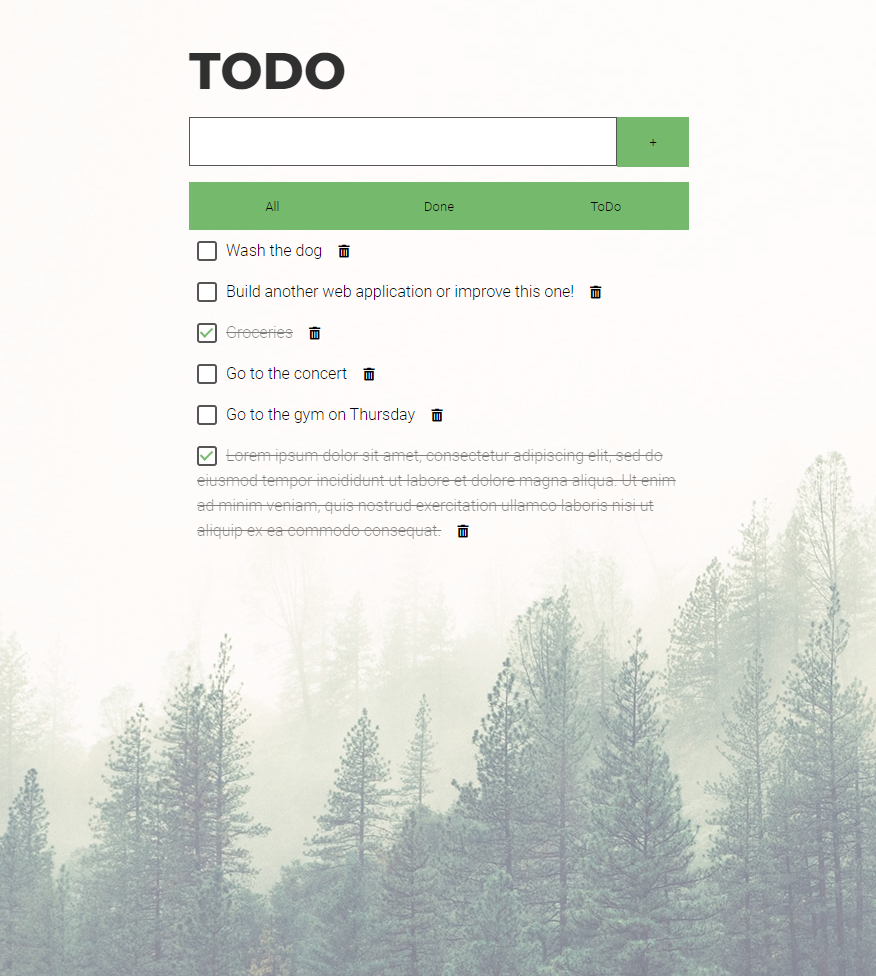 TODO
+
All Done ToDo
Wash the dog
Build another web application or improve this one!
Groceries
Go to the concert
Go to the gym on Thursday
Lorem ipsum dolor sit amet, consectetur adipiscing elit, sed do
eiusmod tempor incididunt ut labore et dolore magna aliqua. Ut enim
ad minim veniam, quis nostrud exercitation ullamco laboris nisi ut
aliquip ex ea commodo consequat.